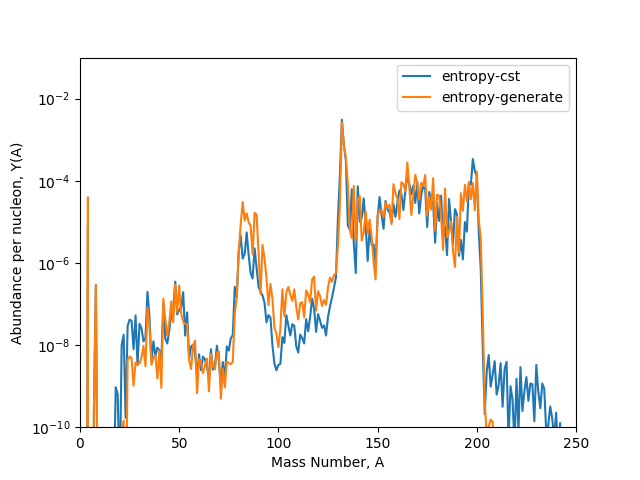 entropy-cst
entropy-generate
10⁻²
10⁻⁴
10⁻⁶
10⁻⁸
10⁻¹⁰
Abundance per nucleon, Y(A)
0 50 100 150 200 250
Mass Number, A